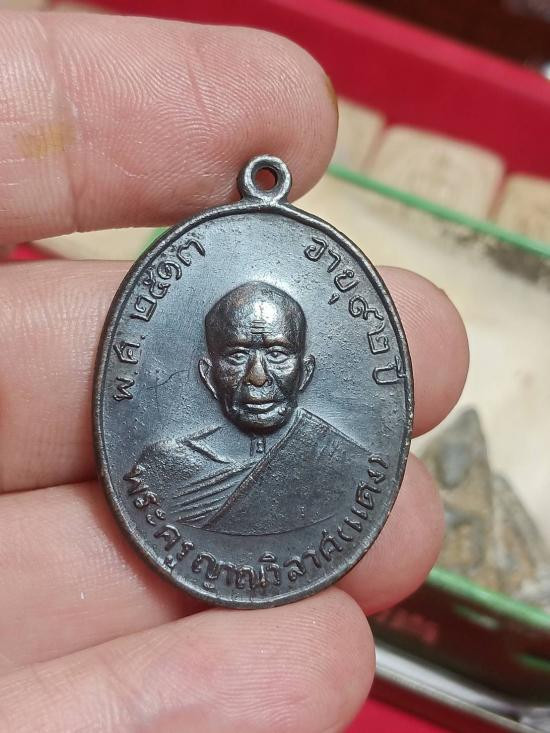 พ.ศ. ๒๕๑๓
อายุ ๙๒ ปี
พระครูญาณวิลาศ(แดง)